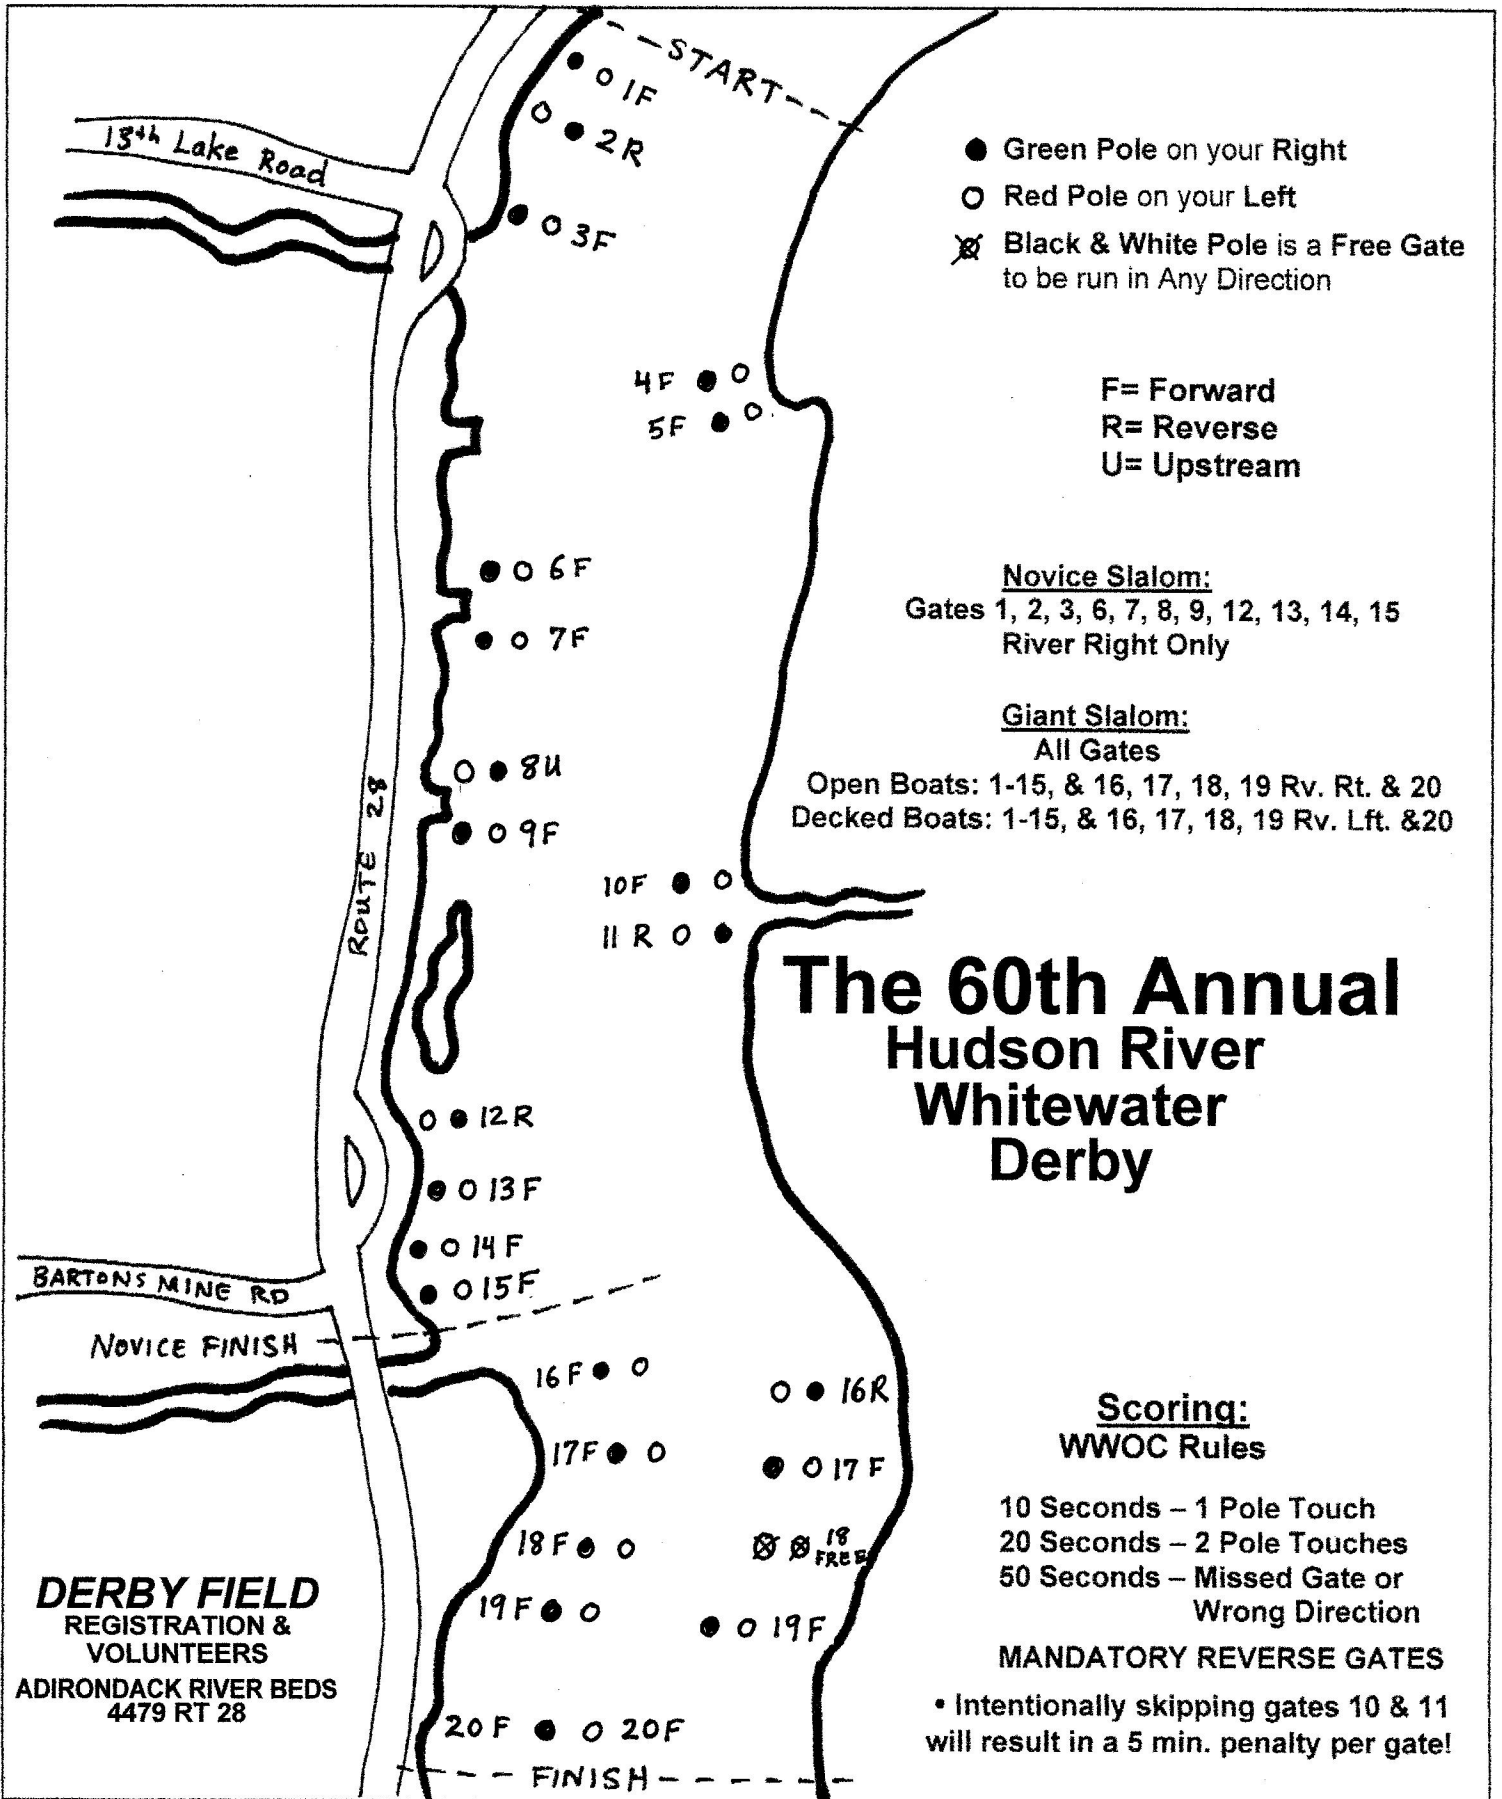 START
1F
2R
13th Lake Road
3F
● Green Pole on your Right
○ Red Pole on your Left
Black & White Pole is a Free Gate
to be run in Any Direction
4F
5F
F= Forward
R= Reverse
U= Upstream
6F
7F
Novice Slalom:
Gates 1, 2, 3, 6, 7, 8, 9, 12, 13, 14, 15
River Right Only
Giant Slalom:
All Gates
Open Boats: 1-15, & 16, 17, 18, 19 Rv. Rt. & 20
Decked Boats: 1-15, & 16, 17, 18, 19 Rv. Lft. &20
8U
9F
ROUTE 28
10F
11 R
The 60th Annual
Hudson River
Whitewater
Derby
12R
13F
14F
15F
BARTONS MINE RD
NOVICE FINISH
16F
16R
17F
17F
18F
18
FREE
19F
19F
20F
20F
FINISH
Scoring:
WWOC Rules
10 Seconds – 1 Pole Touch
20 Seconds – 2 Pole Touches
50 Seconds – Missed Gate or
Wrong Direction
MANDATORY REVERSE GATES
• Intentionally skipping gates 10 & 11
will result in a 5 min. penalty per gate!
DERBY FIELD
REGISTRATION &
VOLUNTEERS
ADIRONDACK RIVER BEDS
4479 RT 28